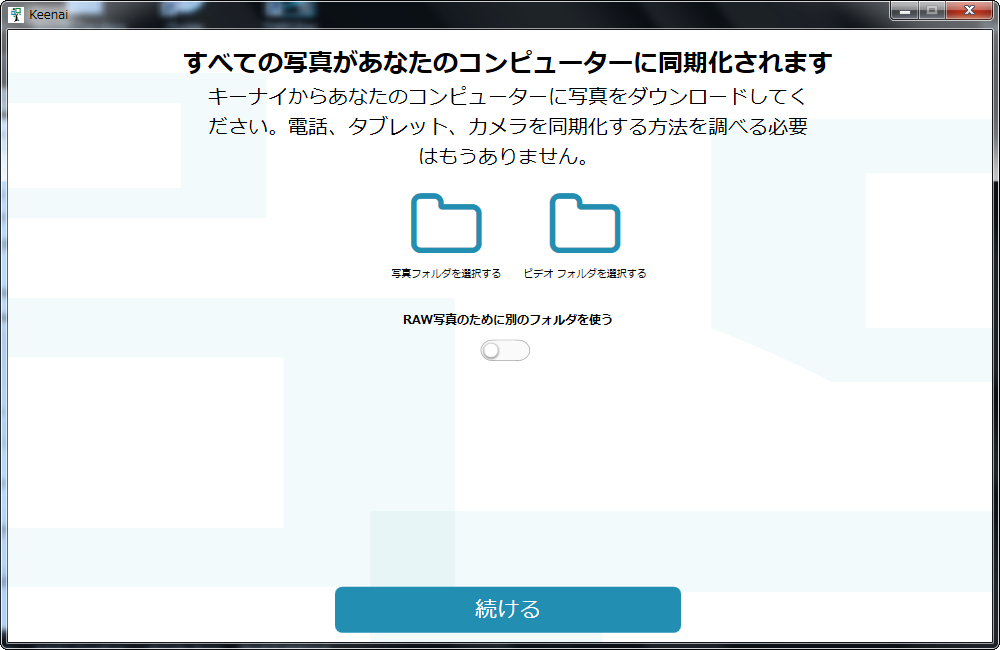 Keenai
すべての写真があなたのコンピューターに同期化されます
キーナイからあなたのコンピューターに写真をダウンロードしてく
ださい。電話、タブレット、カメラを同期化する方法を調べる必要
はもうありません。
写真フォルダを選択する
ビデオ フォルダを選択する
RAW写真のために別のフォルダを使う
続ける